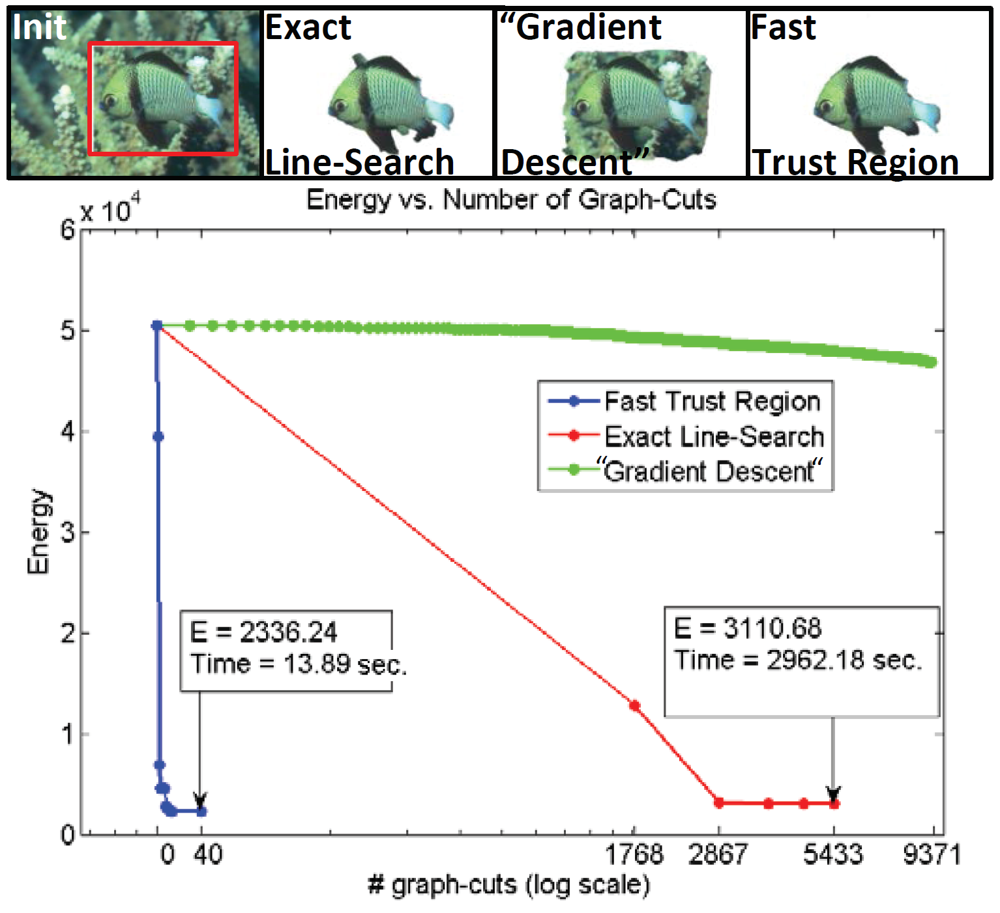 Init
Exact
Line-Search
“Gradient
Descent”
Fast
Trust Region
Energy vs. Number of Graph-Cuts
x 10⁴
6
5
4
3
2
1
0
Energy
Fast Trust Region
Exact Line-Search
“Gradient Descent“
E = 2336.24
Time = 13.89 sec.
E = 3110.68
Time = 2962.18 sec.
0 40 1768 2867 5433 9371
# graph-cuts (log scale)